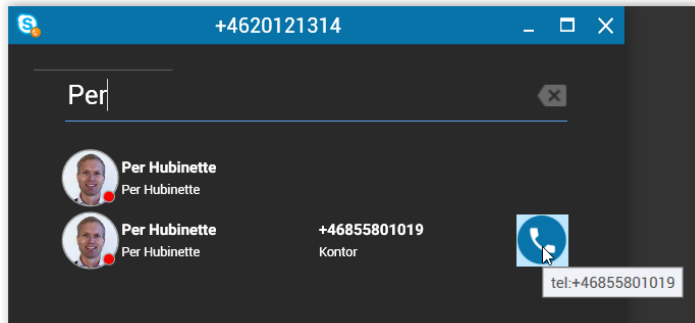 +4620121314
Per
Per Hubinette
Per Hubinette
Per Hubinette +46855801019
Per Hubinette Kontor
tel:+46855801019